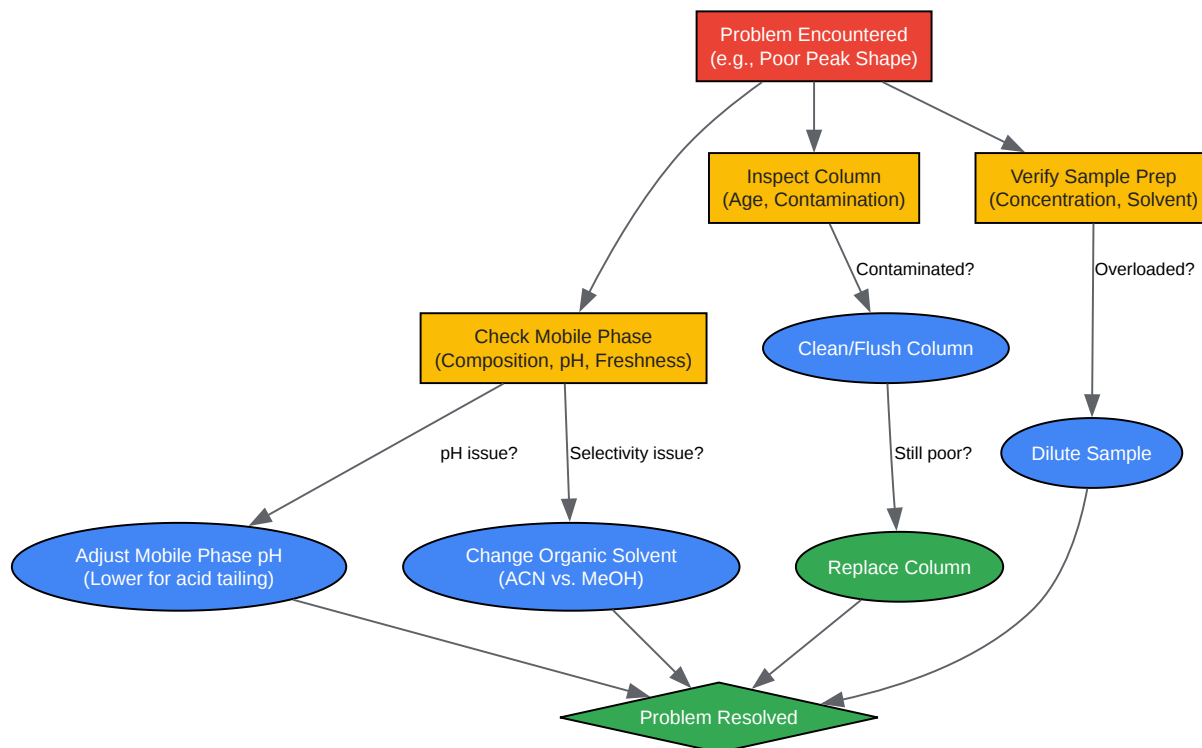 Problem Encountered
(e.g., Poor Peak Shape)
Inspect Column
(Age, Contamination)
Verify Sample Prep
(Concentration, Solvent)
Contaminated?
Overloaded?
Check Mobile Phase
(Composition, pH, Freshness)
Clean/Flush Column
pH issue?
Selectivity issue?
Still poor?
Dilute Sample
Adjust Mobile Phase pH
(Lower for acid tailing)
Change Organic Solvent
(ACN vs. MeOH)
Replace Column
Problem Resolved